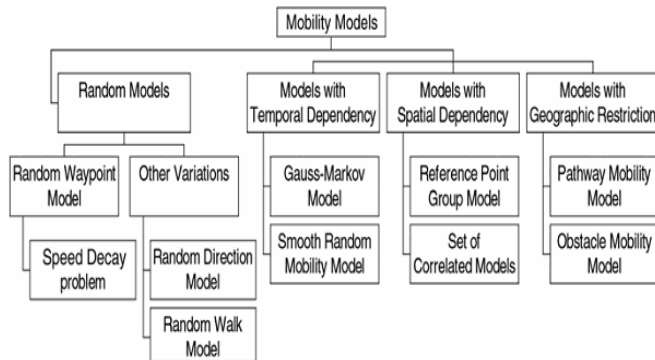 Mobility Models
Random Models
Models with
Temporal Dependency
Models with
Spatial Dependency
Models with
Geographic Restriction
Random Waypoint
Model
Other Variations
Gauss-Markov
Model
Reference Point
Group Model
Pathway Mobility
Model
Speed Decay
problem
Random Direction
Model
Smooth Random
Mobility Model
Set of
Correlated Models
Obstacle Mobility
Model
Random Walk
Model